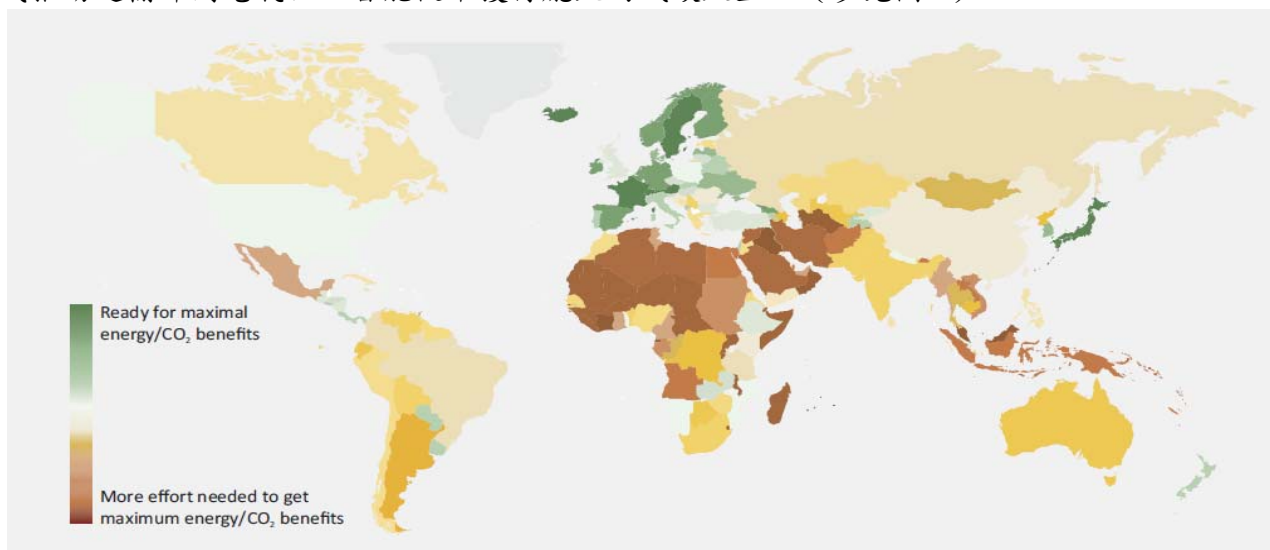 Ready for maximal
energy/CO₂ benefits
More effort needed to get
maximum energy/CO₂ benefits